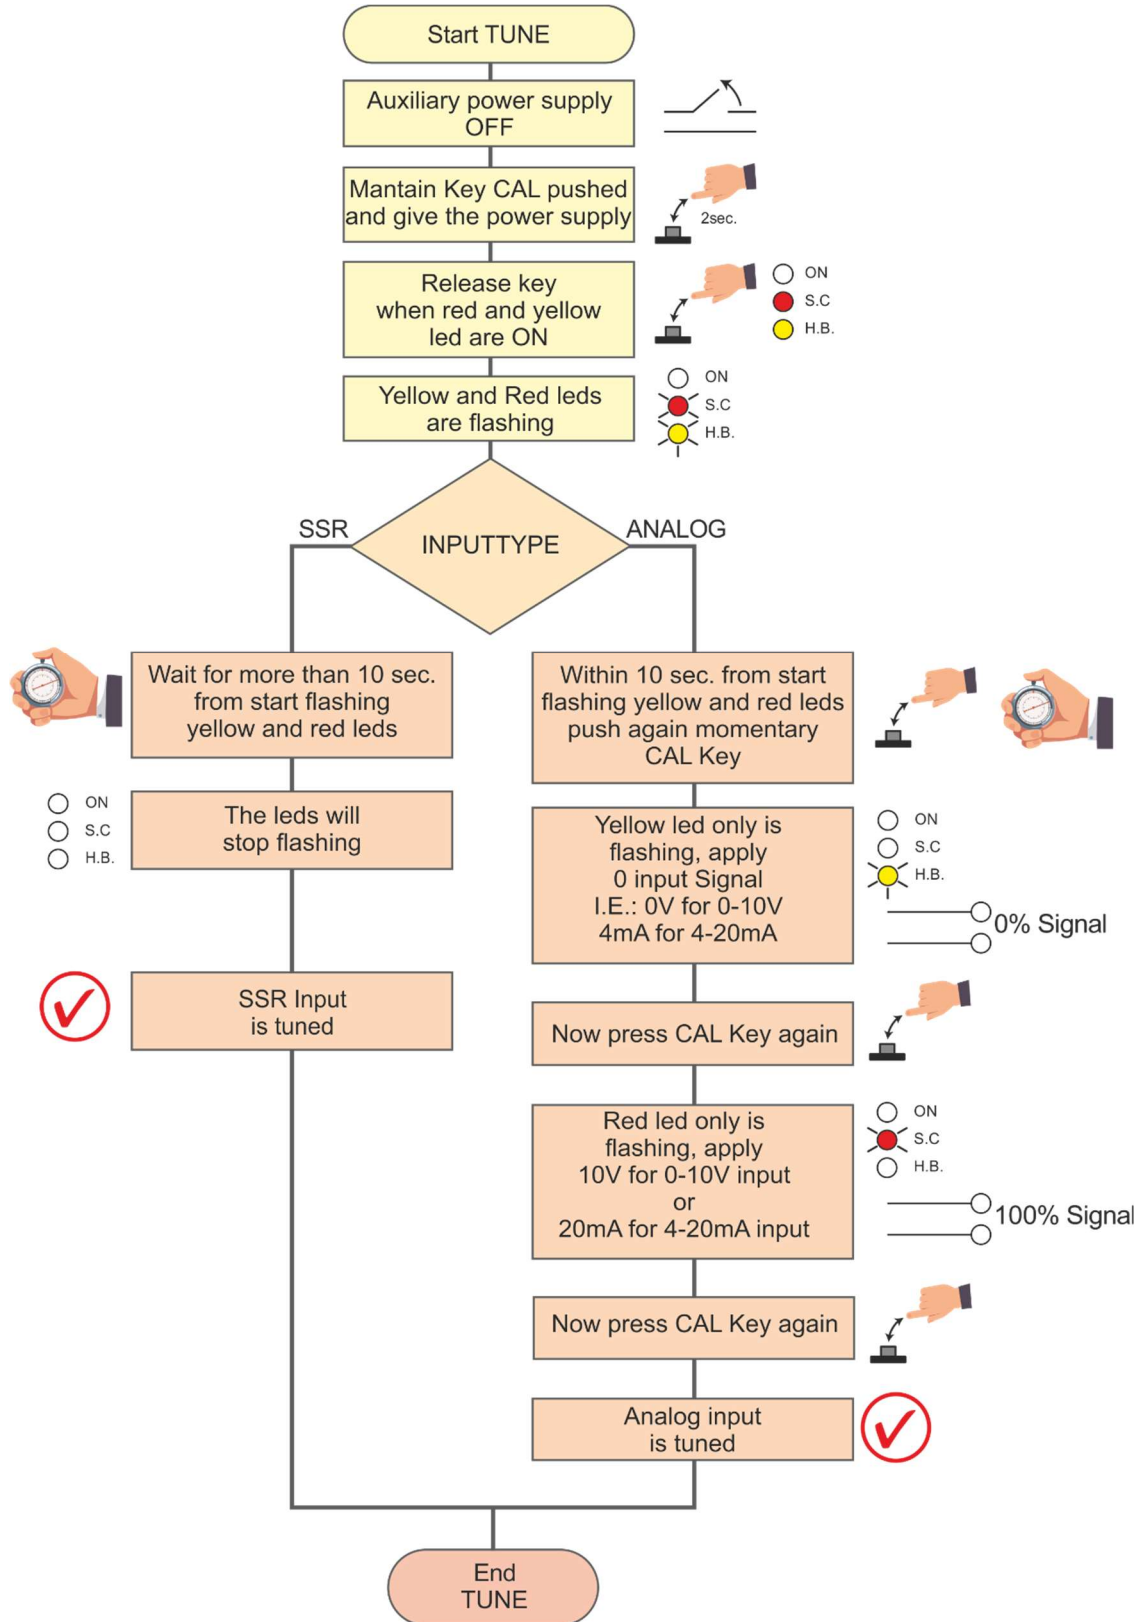 Start TUNE
Auxiliary power supply
OFF
Mantain Key CAL pushed
and give the power supply
2sec.
Release key
when red and yellow
led are ON
ON
S.C
H.B.
Yellow and Red leds
are flashing
ON
S.C
H.B.
SSR
INPUTTYPE
ANALOG
Wait for more than 10 sec.
from start flashing
yellow and red leds
The leds will
stop flashing
ON
S.C
H.B.
SSR Input
is tuned
Within 10 sec. from start
flashing yellow and red leds
push again momentary
CAL Key
Yellow led only is
flashing, apply
0 input Signal
I.E.: 0V for 0-10V
4mA for 4-20mA
ON
S.C
H.B.
0% Signal
Now press CAL Key again
Red led only is
flashing, apply
10V for 0-10V input
or
20mA for 4-20mA input
ON
S.C
H.B.
100% Signal
Now press CAL Key again
Analog input
is tuned
End
TUNE